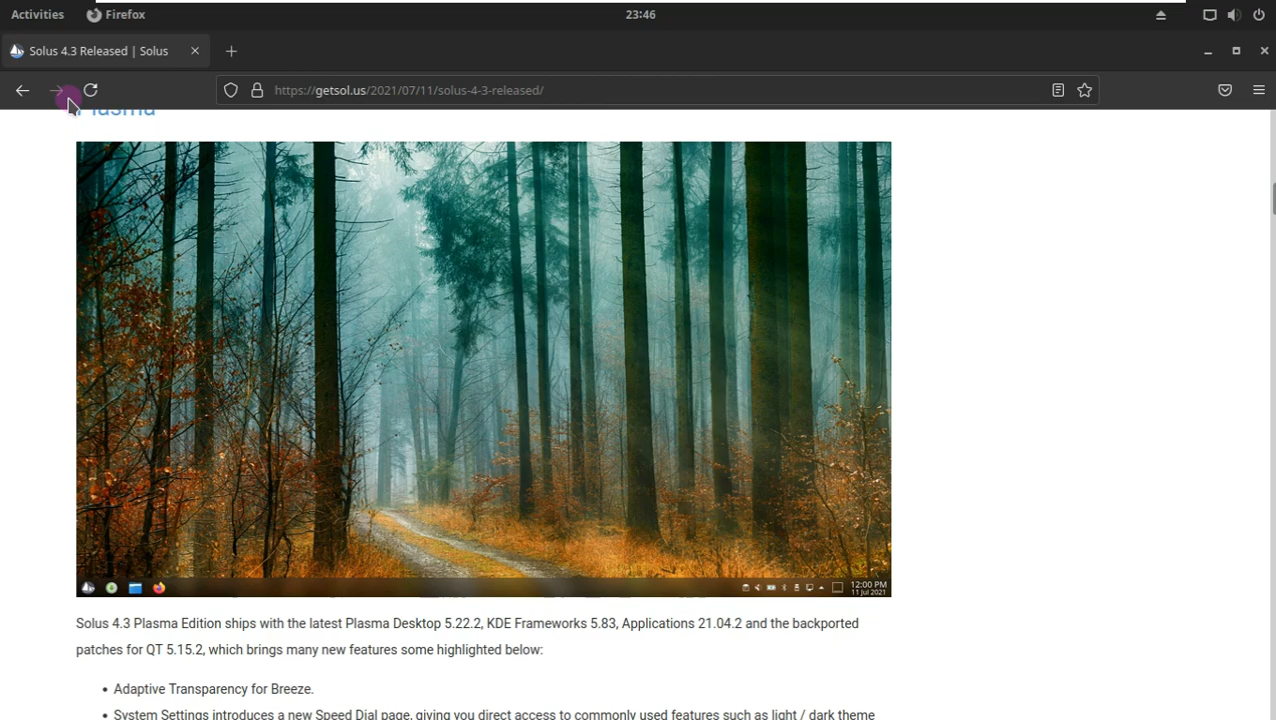 Activities Firefox 23:46
Solus 4.3 Released | Solus
https://getsol.us/2021/07/11/solus-4-3-released/
Plasma
12:00 PM
11 Jul 2021
Solus 4.3 Plasma Edition ships with the latest Plasma Desktop 5.22.2, KDE Frameworks 5.83, Applications 21.04.2 and the backported
patches for QT 5.15.2, which brings many new features some highlighted below:
• Adaptive Transparency for Breeze.
• System Settings introduces a new Speed Dial page, giving you direct access to commonly used features such as light / dark theme